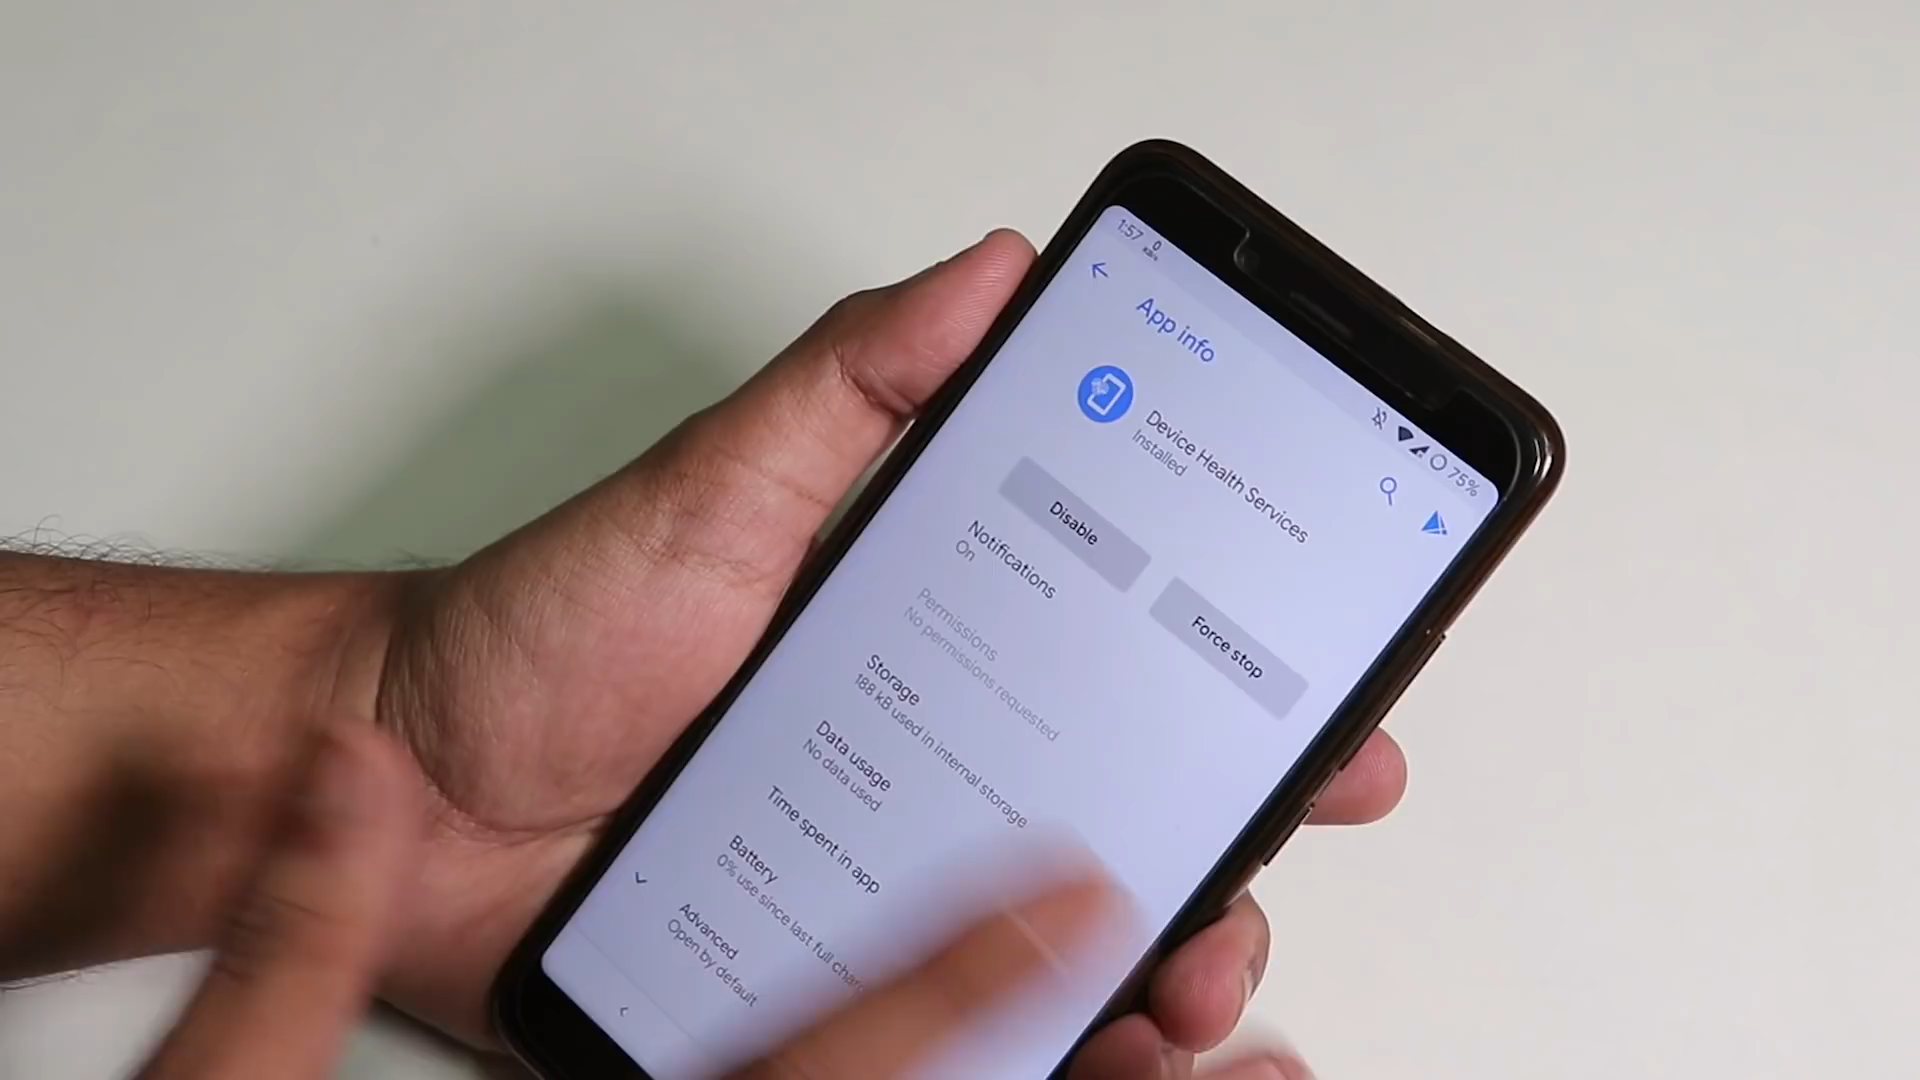 1:57 0 KB/s 75%
App info
Device Health Services
Installed
Disable
Force stop
Notifications
On
Permissions
No permissions requested
Storage
188 kB used in internal storage
Data usage
No data used
Time spent in app
Battery
0% use since last full
Advanced
Open by default